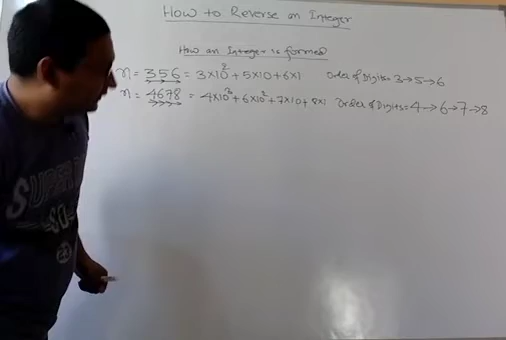 How to Reverse an Integer
How an Integer is formed
n = 356 = 3×10² + 5×10 + 6×1 Order of Digits 3→5→6
n = 4678 = 4×10³ + 6×10² + 7×10 + 8×1 Order of Digits = 4→6→7→8
SUPER
23